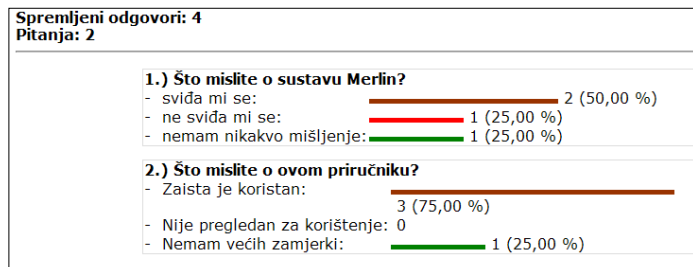 Spremljeni odgovori: 4
Pitanja: 2
1.) Što mislite o sustavu Merlin?
- sviđa mi se: 2 (50,00 %)
- ne sviđa mi se: 1 (25,00 %)
- nemam nikakvo mišljenje: 1 (25,00 %)
2.) Što mislite o ovom priručniku?
- Zaista je koristan:
3 (75,00 %)
- Nije pregledan za korištenje: 0
- Nemam većih zamjerki: 1 (25,00 %)